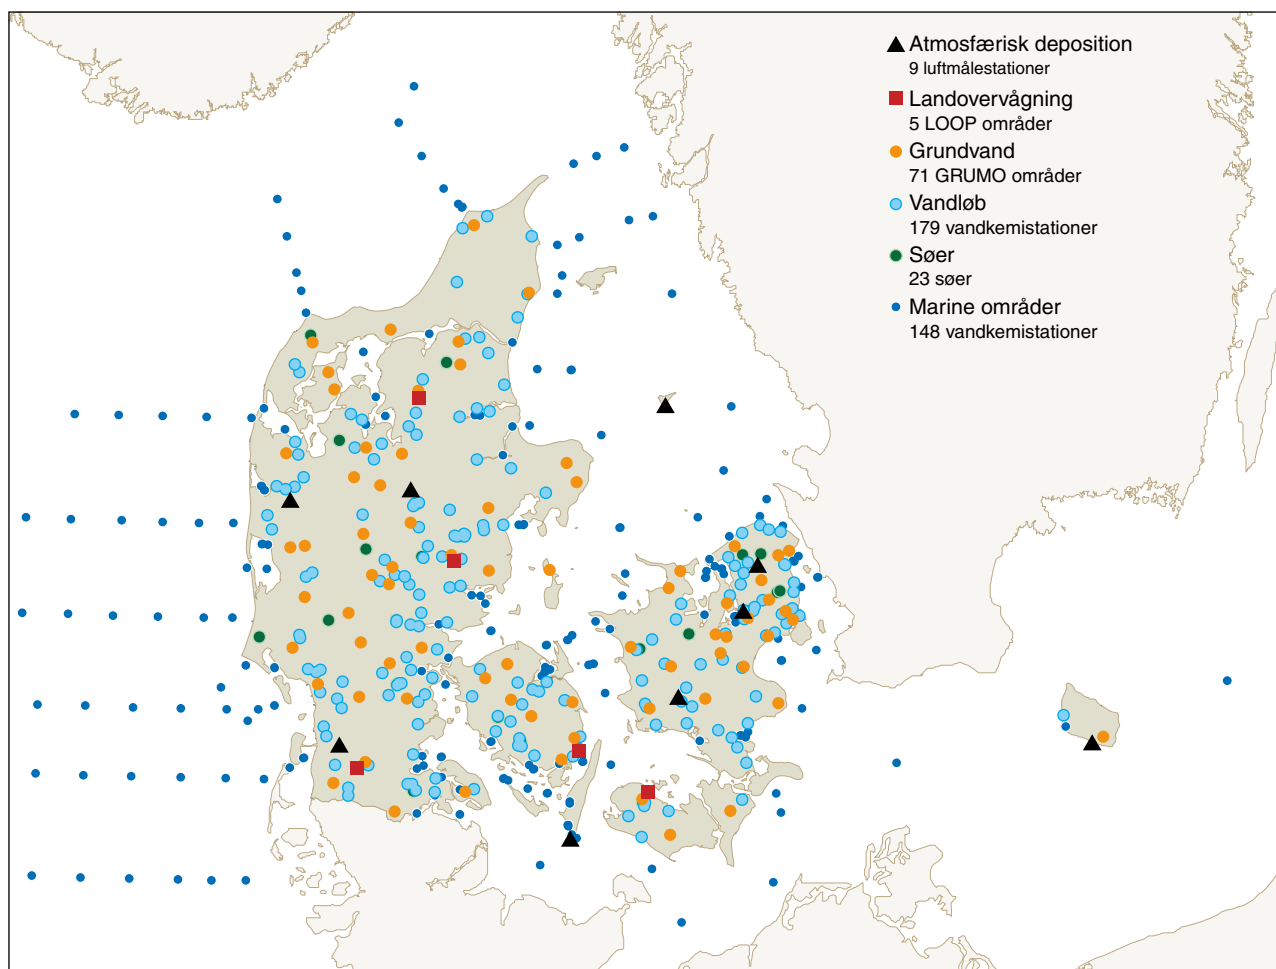 Atmosfærisk deposition
9 luftmålestationer
Landovervågning
5 LOOP områder
Grundvand
71 GRUMO områder
Vandløb
179 vandkemistationer
Søer
23 søer
Marine områder
148 vandkemistationer